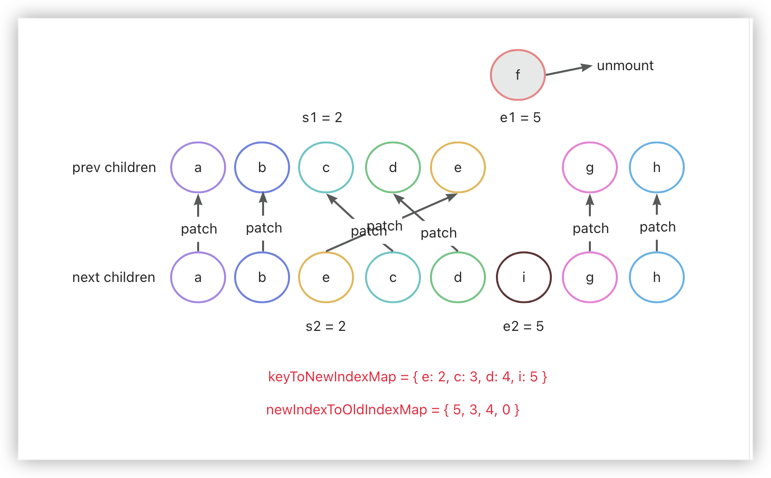 f
unmount
s1 = 2
e1 = 5
prev children
a
b
c
d
e
g
h
patch
patch
patch
patch
patch
patch
patch
next children
a
b
e
c
d
i
g
h
s2 = 2
e2 = 5
keyToNewIndexMap = { e: 2, c: 3, d: 4, i: 5 }
newIndexToOldIndexMap = { 5, 3, 4, 0 }